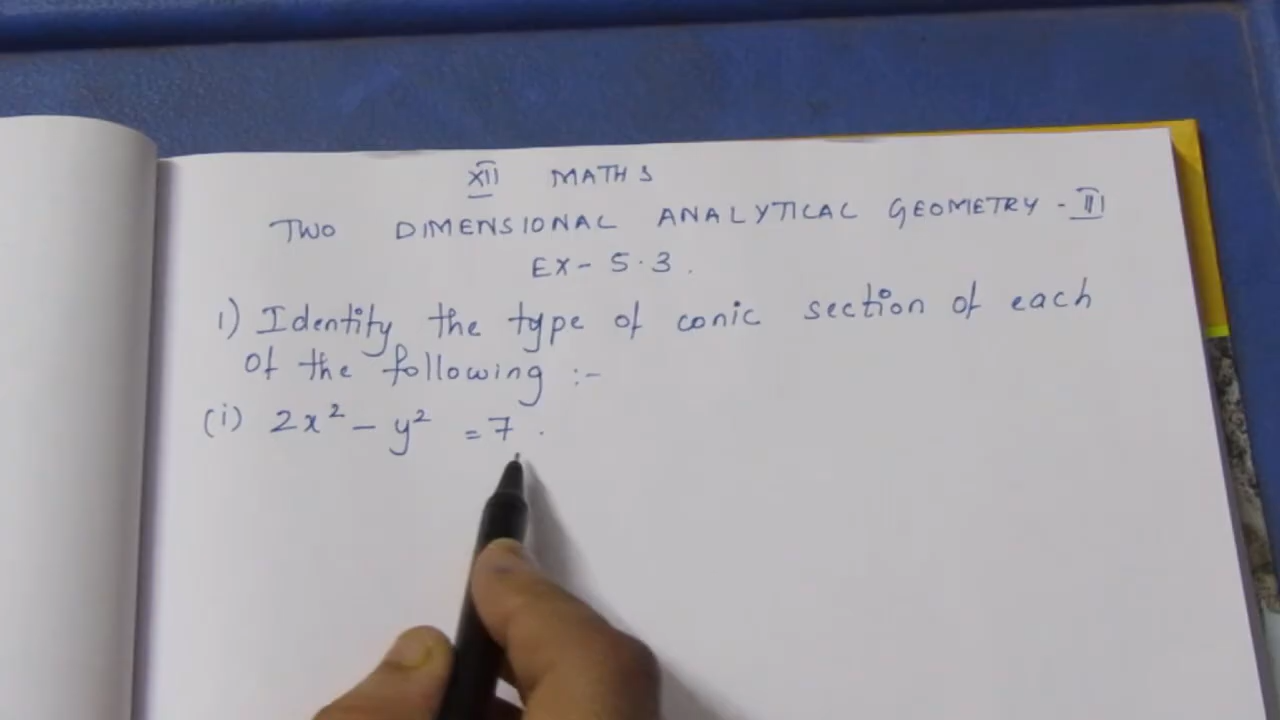 XII MATHS
TWO DIMENSIONAL ANALYTICAL GEOMETRY - II
EX - 5.3.
1) Identify the type of conic section of each
of the following :-
(i) 2x² - y² = 7.